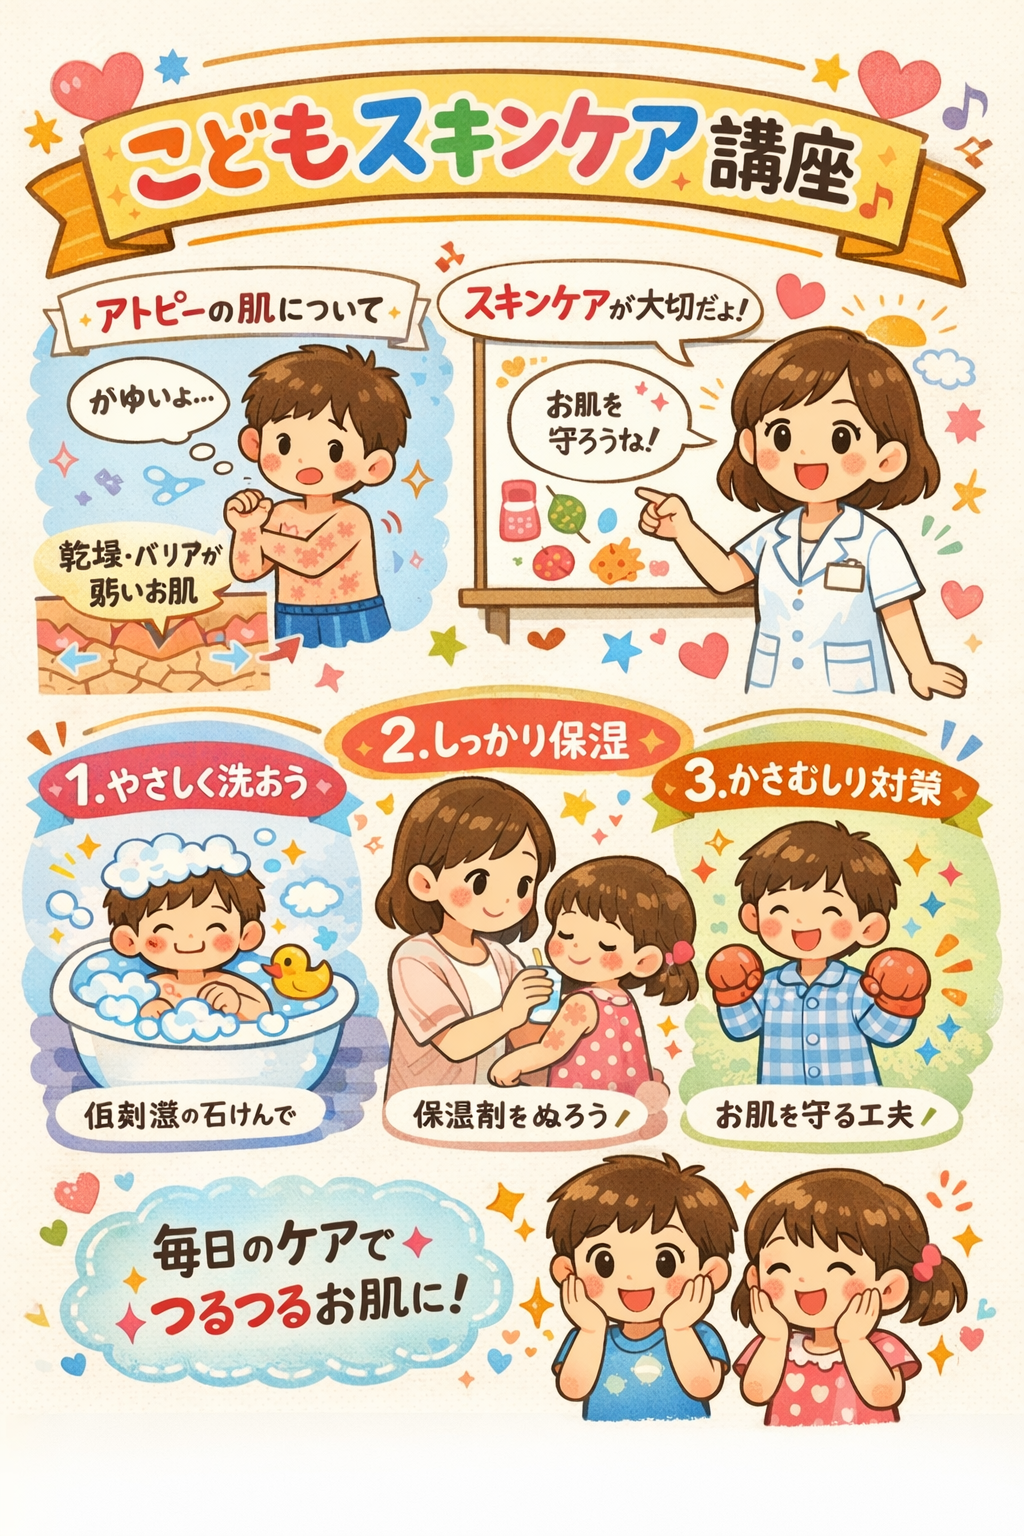 こどもスキンケア講座
アトピーの肌について
スキンケアが大切だよ!
がゆいよ…
お肌を
守ろうね!
乾燥・バリアが
弱いお肌
1.やさしく洗おう
2.しっかり保湿
3.かさむしり対策
の石けんで
保湿剤をぬろう
お肌を守る工夫
毎日のケアで
つるつるお肌に!